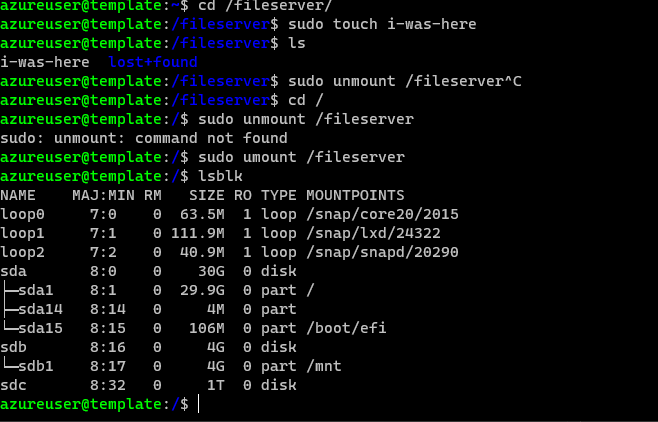 azureuser@template:~$ cd /fileserver/
azureuser@template:/fileserver$ sudo touch i-was-here
azureuser@template:/fileserver$ ls
i-was-here  lost+found
azureuser@template:/fileserver$ sudo unmount /fileserver^C
azureuser@template:/fileserver$ cd /
azureuser@template:/$ sudo unmount /fileserver
sudo: unmount: command not found
azureuser@template:/$ sudo umount /fileserver
azureuser@template:/$ lsblk
NAME    MAJ:MIN RM   SIZE RO TYPE MOUNTPOINTS
loop0     7:0    0  63.5M  1 loop /snap/core20/2015
loop1     7:1    0 111.9M  1 loop /snap/lxd/24322
loop2     7:2    0  40.9M  1 loop /snap/snapd/20290
sda       8:0    0    30G  0 disk
├─sda1    8:1    0  29.9G  0 part /
├─sda14   8:14   0     4M  0 part
└─sda15   8:15   0   106M  0 part /boot/efi
sdb       8:16   0     4G  0 disk
└─sdb1    8:17   0     4G  0 part /mnt
sdc       8:32   0     1T  0 disk
azureuser@template:/$